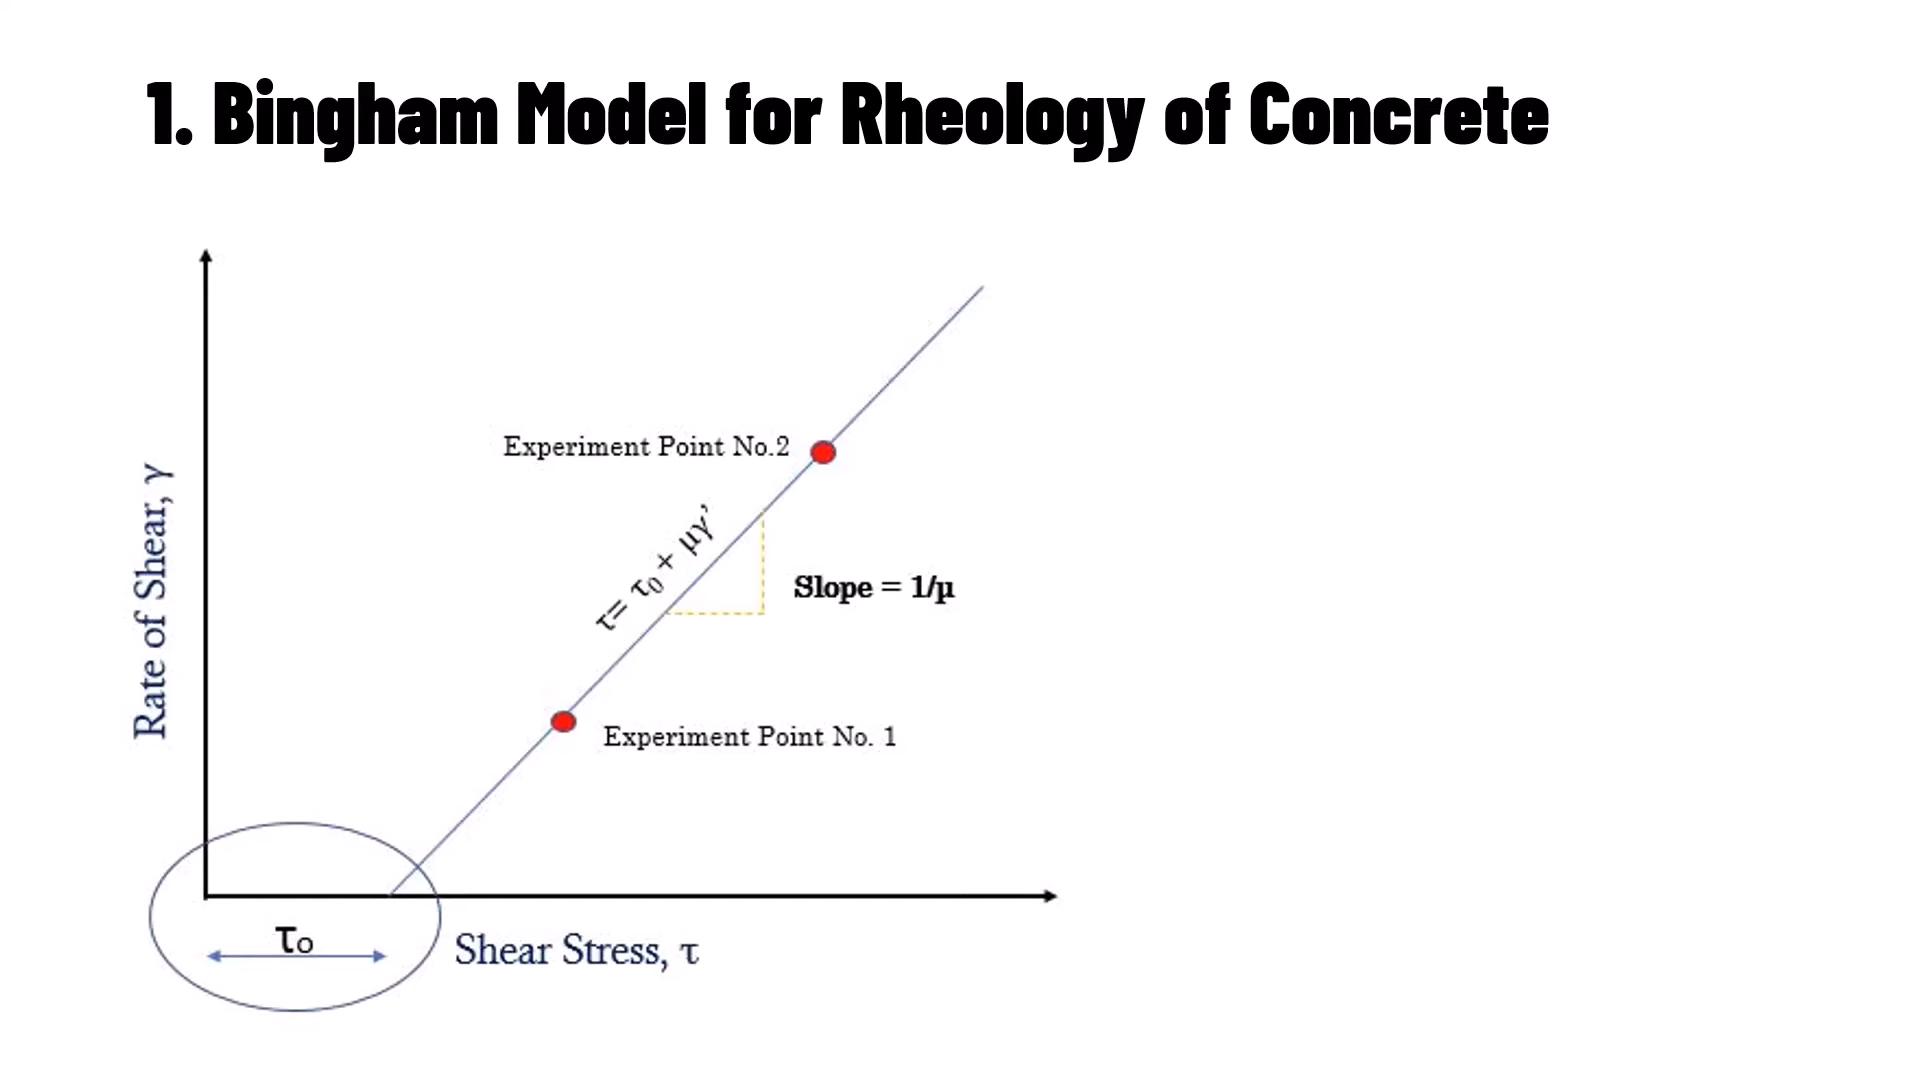 1. Bingham Model for Rheology of Concrete
Rate of Shear, γ
Experiment Point No.2
τ= τ₀ + μγ’
Slope = 1/μ
Experiment Point No. 1
τ₀
Shear Stress, τ